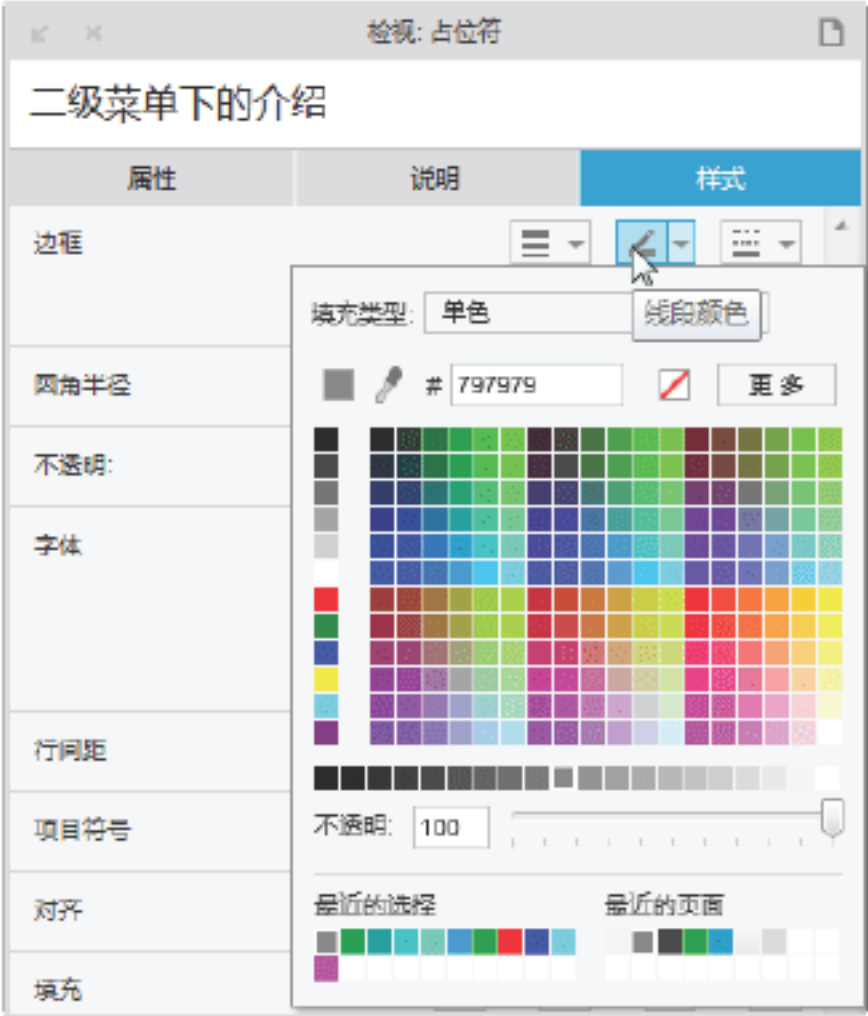 检视: 占位符
二级菜单下的介绍
属性 说明 样式
边框
填充类型: 单色
线段颜色
# 797979 更多
圆角半径
不透明:
字体
行间距
项目符号
不透明: 100
对齐
最近的选择 最近的页面
填充